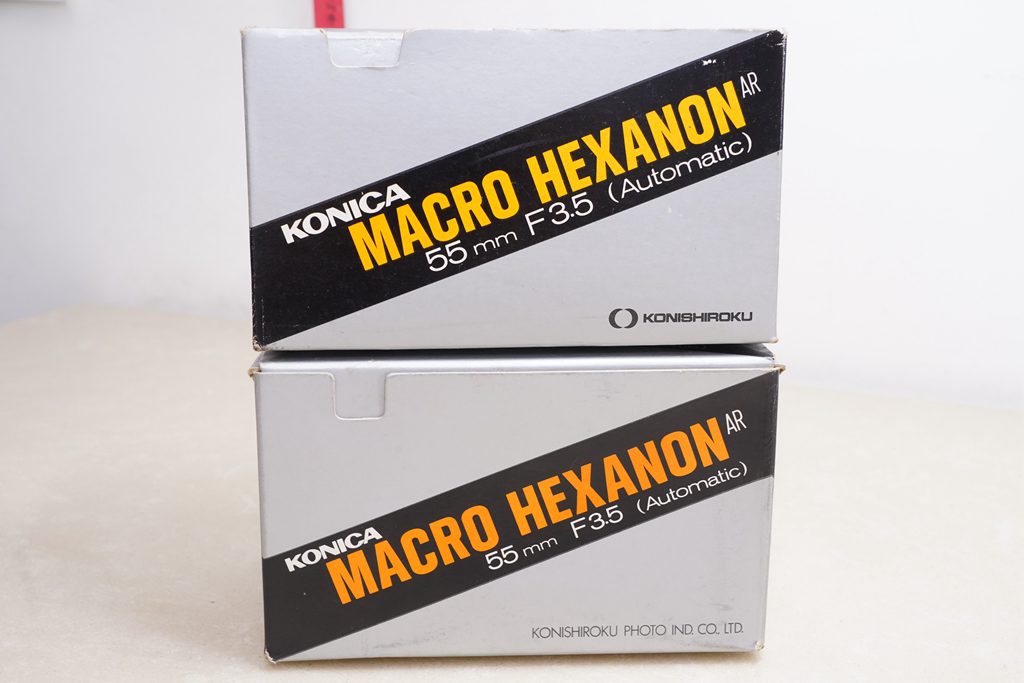 KONICA
MACRO HEXANON AR
55 mm F3.5 (Automatic)
KONISHIROKU
KONICA
MACRO HEXANON AR
55 mm F3.5 (Automatic)
KONISHIROKU PHOTO IND. CO., LTD.